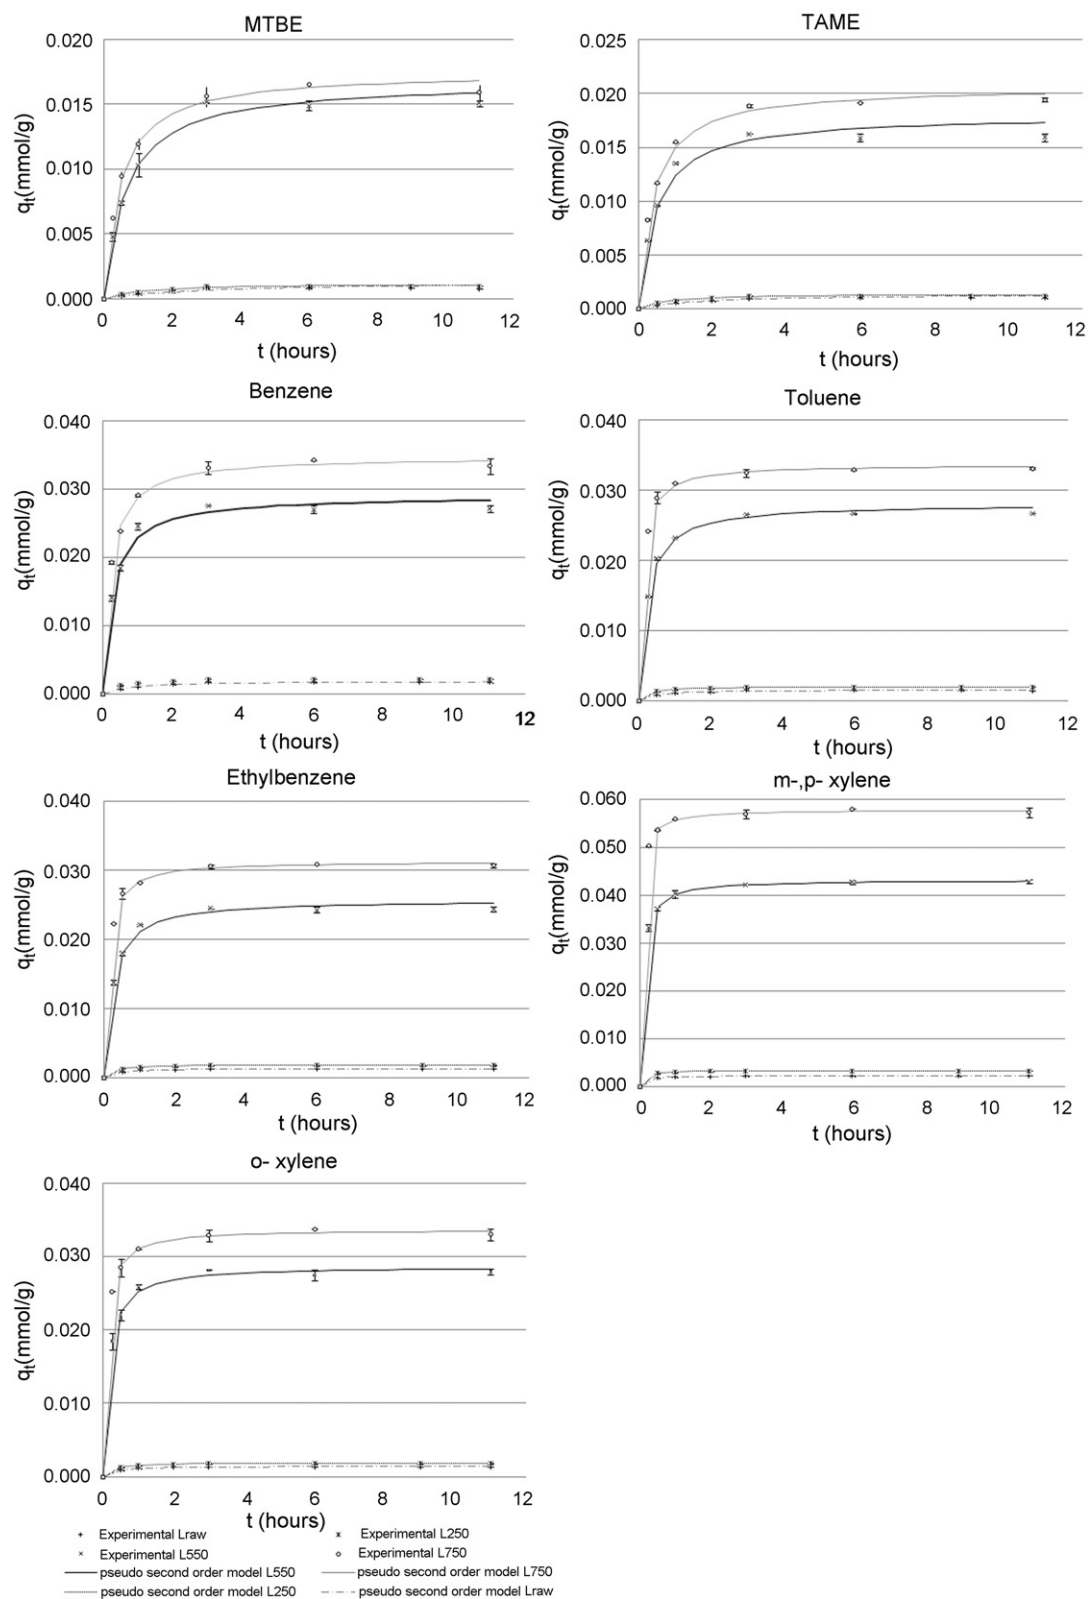 MTBE
0.020
0.015
0.010
0.005
0.000
qt(mmol/g)
0 2 4 6 8 10 12
t (hours)
TAME
0.025
0.020
0.015
0.010
0.005
0.000
qt(mmol/g)
0 2 4 6 8 10 12
t (hours)
Benzene
0.040
0.030
0.020
0.010
0.000
qt(mmol/g)
0 2 4 6 8 10 12
t (hours)
Toluene
0.040
0.030
0.020
0.010
0.000
qt(mmol/g)
0 2 4 6 8 10 12
t (hours)
Ethylbenzene
0.040
0.030
0.020
0.010
0.000
qt(mmol/g)
0 2 4 6 8 10 12
t (hours)
m-,p- xylene
0.060
0.050
0.040
0.030
0.020
0.010
0.000
qt(mmol/g)
0 2 4 6 8 10 12
t (hours)
o- xylene
0.040
0.030
0.020
0.010
0.000
qt(mmol/g)
0 2 4 6 8 10 12
t (hours)
Experimental Lraw
Experimental L250
Experimental L550
Experimental L750
pseudo second order model L550
pseudo second order model L750
pseudo second order model L250
pseudo second order model Lraw